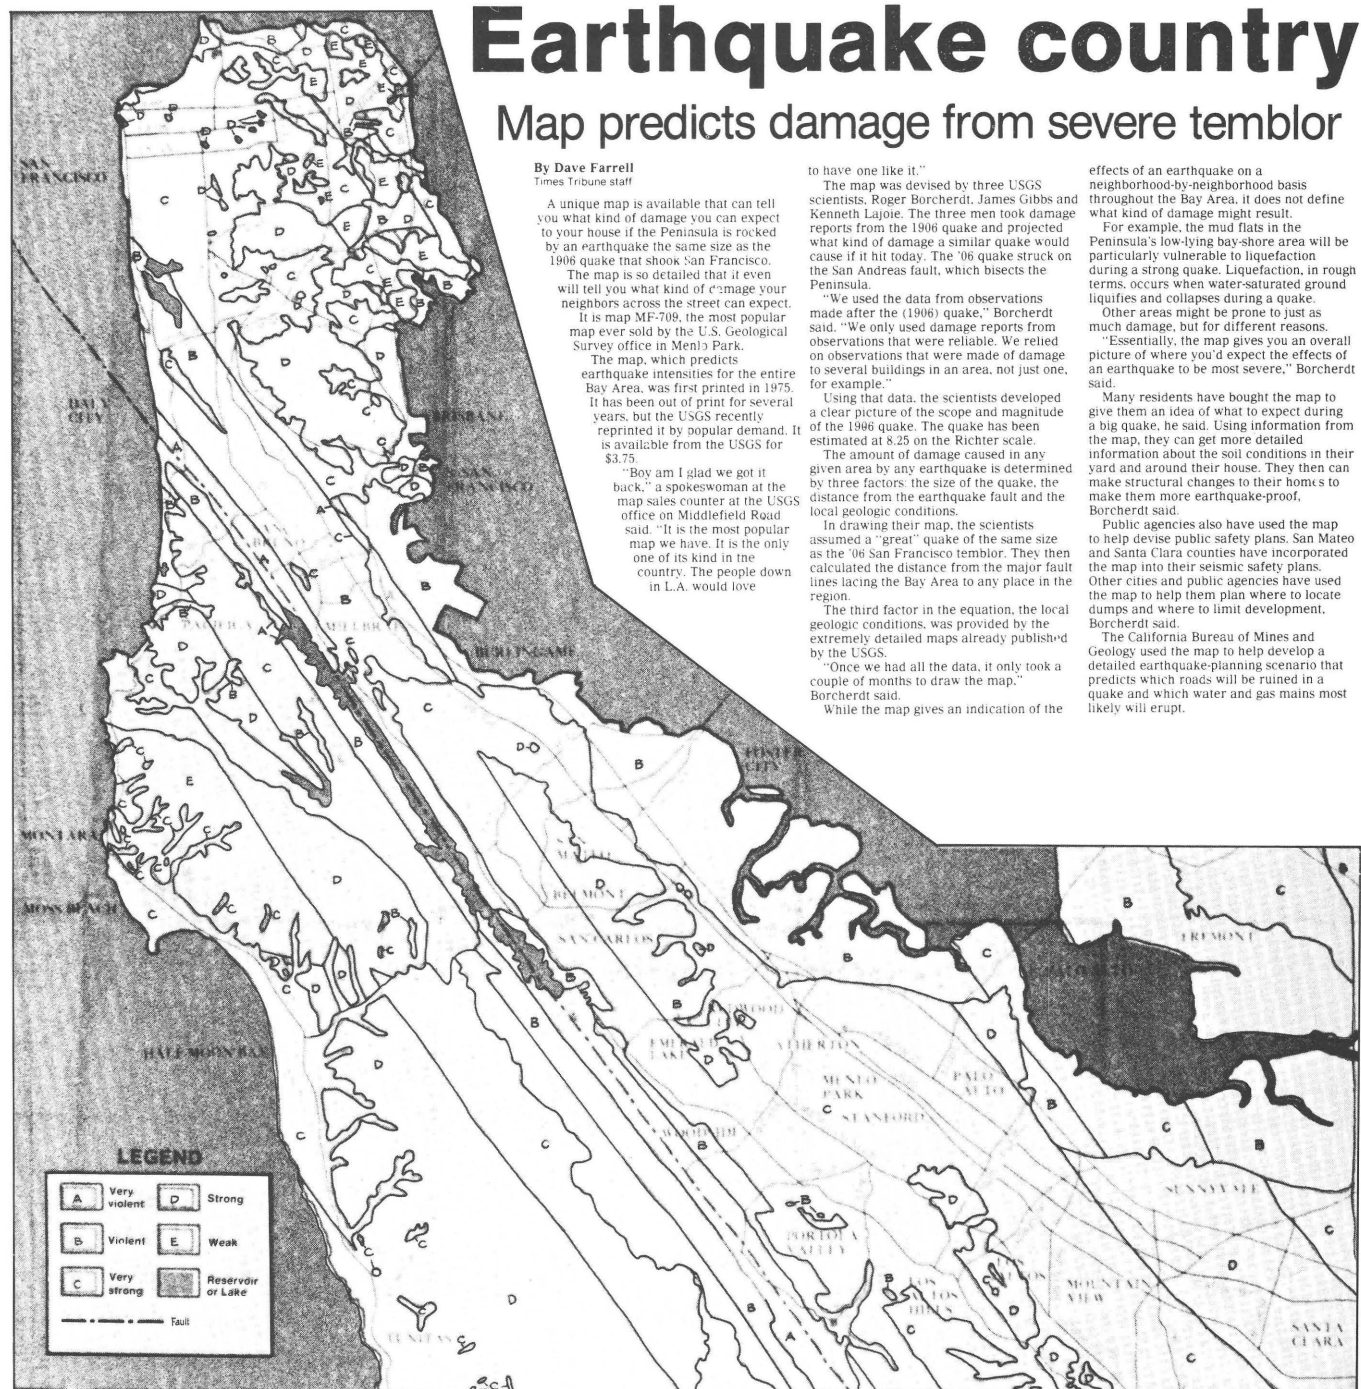 Earthquake country
Map predicts damage from severe temblor
By Dave Farrell
Times Tribune staff
A unique map is available that can tell
you what kind of damage you can expect
to your house if the Peninsula is rocked
by an earthquake the same size as the
1906 quake that shook San Francisco.
The map is so detailed that it even
will tell you what kind of damage your
neighbors across the street can expect.
It is map MF-709, the most popular
map ever sold by the U.S. Geological
Survey office in Menlo Park.
The map, which predicts
earthquake intensities for the entire
Bay Area, was first printed in 1975.
It has been out of print for several
years, but the USGS recently
reprinted it by popular demand. It
is available from the USGS for
$3.75.
"Boy am I glad we got it
back," a spokeswoman at the
map sales counter at the USGS
office on Middlefield Road
said. "It is the most popular
map we have. It is the only
one of its kind in the
country. The people down
in L.A. would love
to have one like it."
The map was devised by three USGS
scientists, Roger Borcherdt, James Gibbs and
Kenneth Lajoie. The three men took damage
reports from the 1906 quake and projected
what kind of damage a similar quake would
cause if it hit today. The '06 quake struck on
the San Andreas fault, which bisects the
Peninsula.
"We used the data from observations
made after the (1906) quake," Borcherdt
said. "We only used damage reports from
observations that were reliable. We relied
on observations that were made of damage
to several buildings in an area, not just one,
for example."
Using that data, the scientists developed
a clear picture of the scope and magnitude
of the 1906 quake. The quake has been
estimated at 8.25 on the Richter scale.
The amount of damage caused in any
given area by any earthquake is determined
by three factors: the size of the quake, the
distance from the earthquake fault and the
local geologic conditions.
In drawing their map, the scientists
assumed a "great" quake of the same size
as the '06 San Francisco temblor. They then
calculated the distance from the major fault
lines lacing the Bay Area to any place in the
region.
The third factor in the equation, the local
geologic conditions, was provided by the
extremely detailed maps already published
by the USGS.
"Once we had all the data, it only took a
couple of months to draw the map,"
Borcherdt said.
While the map gives an indication of the
effects of an earthquake on a
neighborhood-by-neighborhood basis
throughout the Bay Area, it does not define
what kind of damage might result.
For example, the mud flats in the
Peninsula's low-lying bay-shore area will be
particularly vulnerable to liquefaction
during a strong quake. Liquefaction, in rough
terms, occurs when water-saturated ground
liquifies and collapses during a quake.
Other areas might be prone to just as
much damage, but for different reasons.
"Essentially, the map gives you an overall
picture of where you'd expect the effects of
an earthquake to be most severe," Borcherdt
said.
Many residents have bought the map to
give them an idea of what to expect during
a big quake, he said. Using information from
the map, they can get more detailed
information about the soil conditions in their
yard and around their house. They then can
make structural changes to their homes to
make them more earthquake-proof,
Borcherdt said.
Public agencies also have used the map
to help devise public safety plans. San Mateo
and Santa Clara counties have incorporated
the map into their seismic safety plans.
Other cities and public agencies have used
the map to help them plan where to locate
dumps and where to limit development,
Borcherdt said.
The California Bureau of Mines and
Geology used the map to help develop a
detailed earthquake-planning scenario that
predicts which roads will be ruined in a
quake and which water and gas mains most
likely will erupt.
SAN
FRANCISCO
DALY
CITY
BRISBANE
S. SAN
FRANCISCO
BRUNO
PACIFICA
MILLBRAE
BURLINGAME
FOSTER
CITY
MONTARA
SAN
MATEO
BELMONT
MOSS BEACH
SAN CARLOS
FREMONT
PALO ALTO
REDWOOD
HALF MOON BAY
EMERALD
LAKE
ATHERTON
MENLO
PARK
PALO
ALTO
STANFORD
WOODSIDE
SUNNYVALE
PORTOLA
VALLEY
LOS
ALTOS
HILLS
LOS
ALTOS
MOUNTAIN
VIEW
SANTA
CLARA
TUNITAS
LEGEND
A Very violent
D Strong
B Violent
E Weak
C Very strong
Reservoir or Lake
Fault